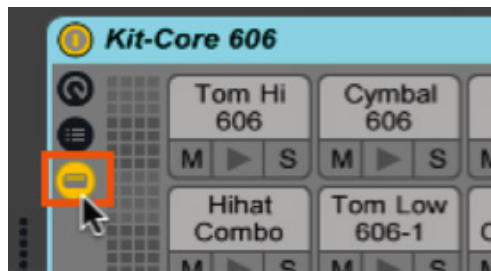 Kit-Core 606
Tom Hi
606
Cymbal
606
M S M S M
Hihat
Combo
Tom Low
606-1
M S M S